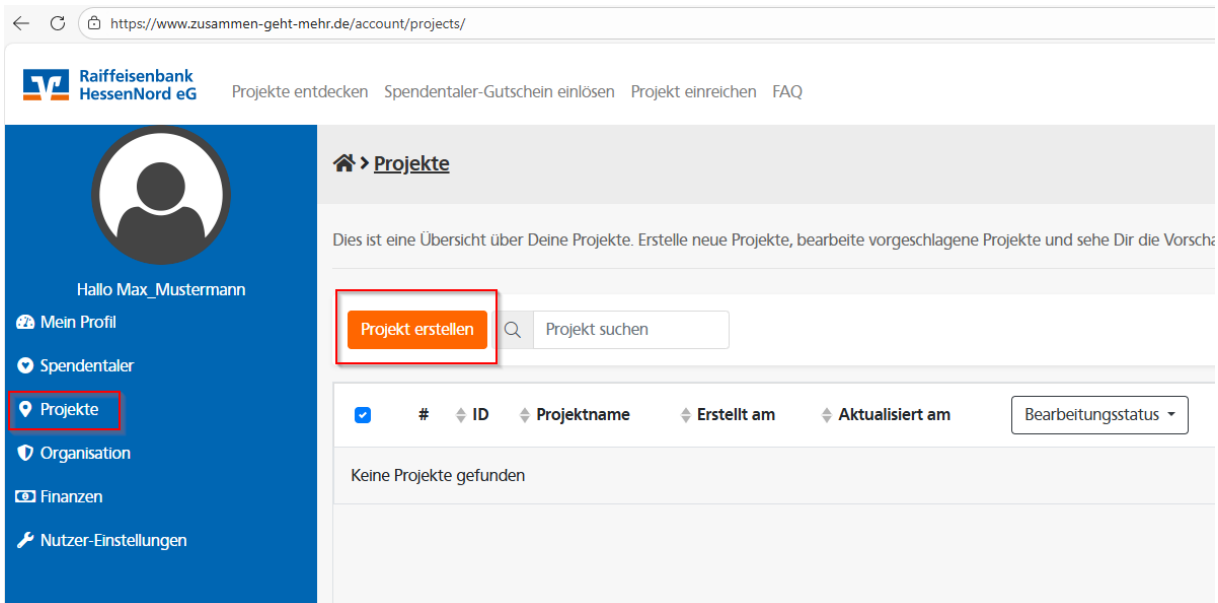 https://www.zusammen-geht-mehr.de/account/projects/
Raiffeisenbank
HessenNord eG
Projekte entdecken Spendentaler-Gutschein einlösen Projekt einreichen FAQ
Projekte
Dies ist eine Übersicht über Deine Projekte. Erstelle neue Projekte, bearbeite vorgeschlagene Projekte und sehe Dir die Vorscha
Hallo Max_Mustermann
Mein Profil
Spendentaler
Projekte
Organisation
Finanzen
Nutzer-Einstellungen
Projekt erstellen Projekt suchen
# ID Projektname Erstellt am Aktualisiert am Bearbeitungsstatus
Keine Projekte gefunden